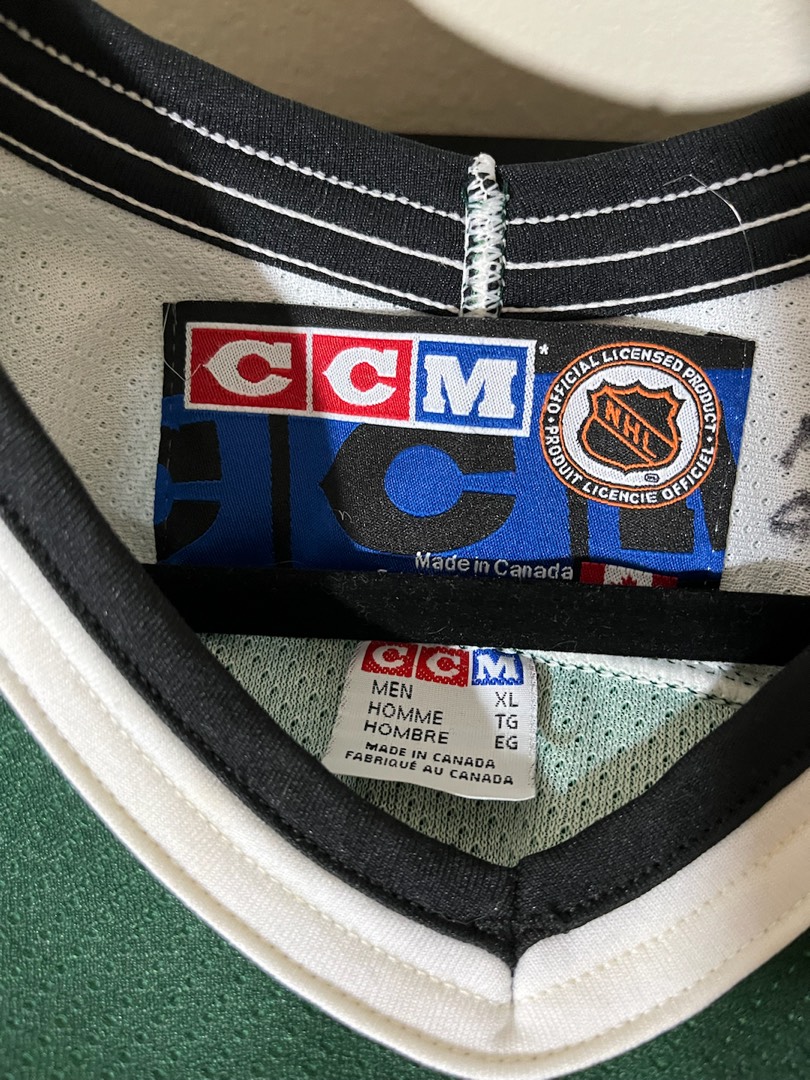 CCM*
OFFICIAL LICENSED PRODUCT
NHL
PRODUIT LICENCIE OFFICIEL
Made in Canada
CCM
MEN XL
HOMME TG
HOMBRE EG
MADE IN CANADA
FABRIQUÉ AU CANADA